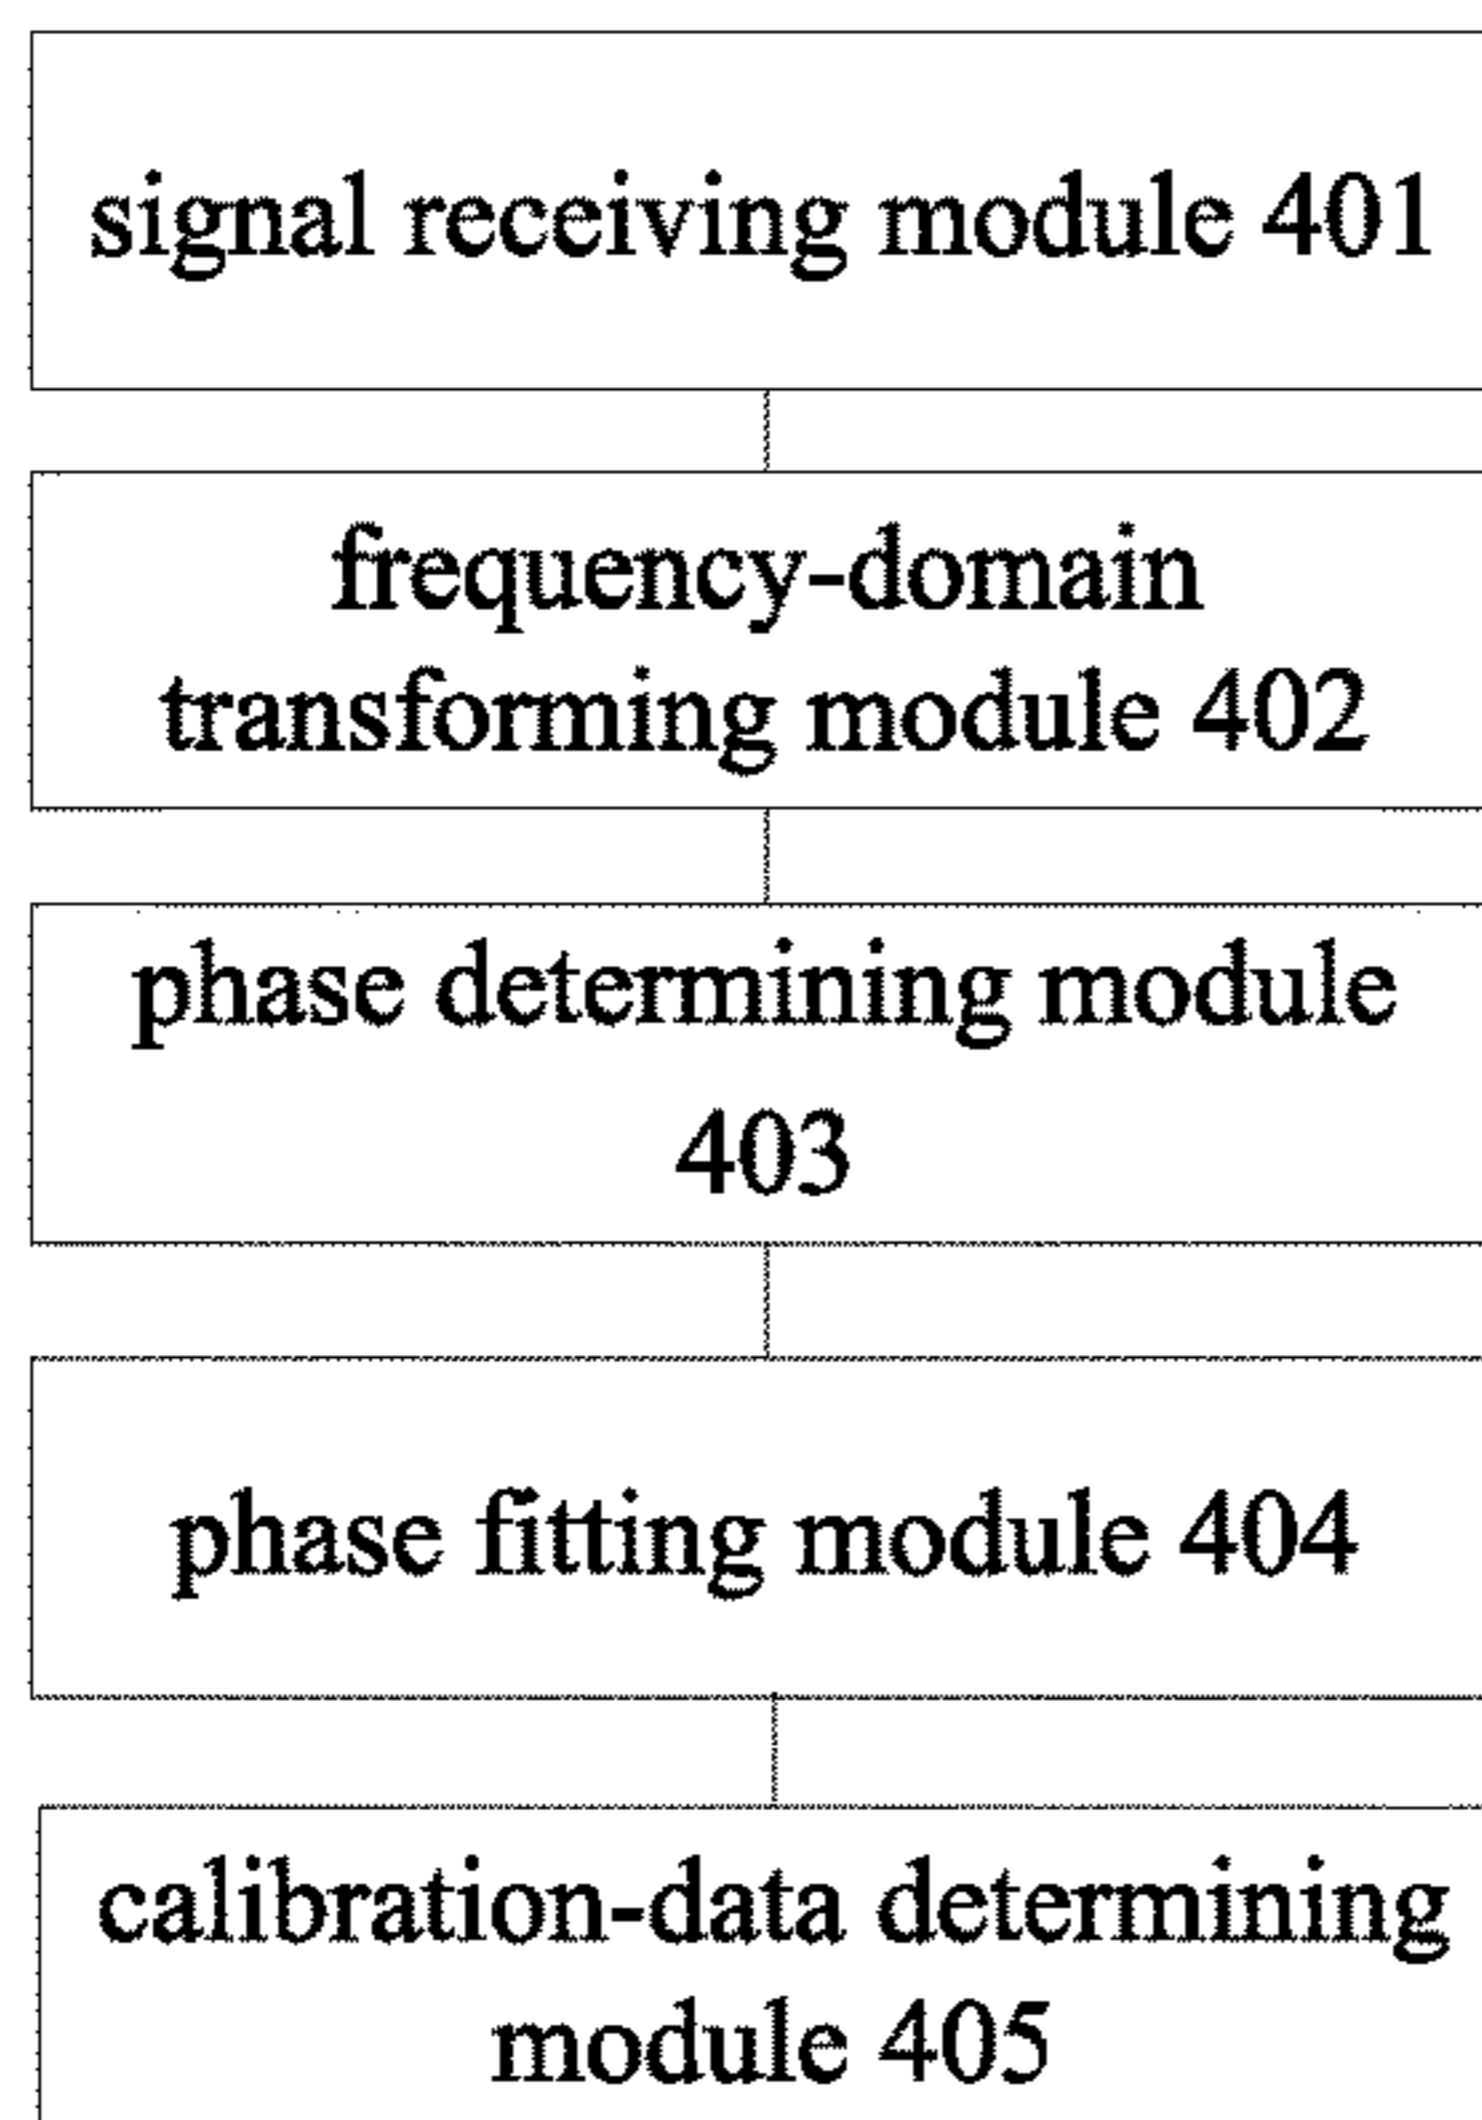 signal receiving module 401
frequency-domain
transforming module 402
phase determining module
403
phase fitting module 404
calibration-data determining
module 405